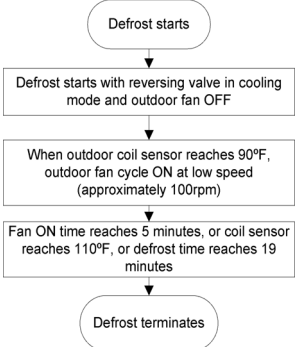 Defrost starts
Defrost starts with reversing valve in cooling
mode and outdoor fan OFF
When outdoor coil sensor reaches 90ºF,
outdoor fan cycle ON at low speed
(approximately 100rpm)
Fan ON time reaches 5 minutes, or coil sensor
reaches 110ºF, or defrost time reaches 19
minutes
Defrost terminates